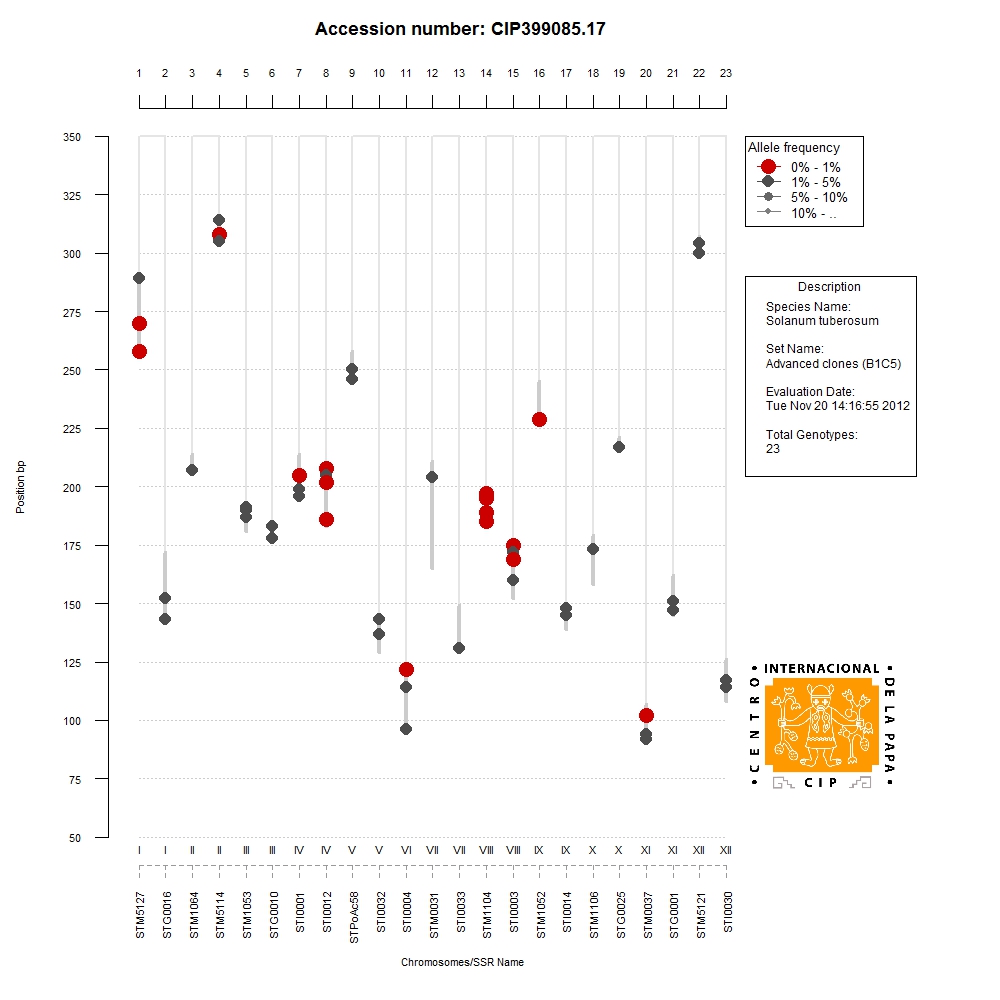 Accession number: CIP399085.17
1 2 3 4 5 6 7 8 9 10 11 12 13 14 15 16 17 18 19 20 21 22 23
350
325
300
275
250
225
200
175
150
125
100
75
50
Position bp
Allele frequency
0% - 1%
1% - 5%
5% - 10%
10% - ..
Description
Species Name:
Solanum tuberosum
Set Name:
Advanced clones (B1C5)
Evaluation Date:
Tue Nov 20 14:16:55 2012
Total Genotypes:
23
• INTERNACIONAL •
CENTRO
DE LA PAPA
• CIP •
I I II II III III IV IV V V VI VII VII VIII VIII IX IX X X XI XI XII XII
STM5127
STG0016
STM1064
STM5114
STM1053
STG0010
STI0001
STI0012
STPoAc58
STI0032
STI0004
STM0031
STI0033
STM1104
STI0003
STM1052
STI0014
STM1106
STG0025
STM0037
STG0001
STM5121
STI0030
Chromosomes/SSR Name